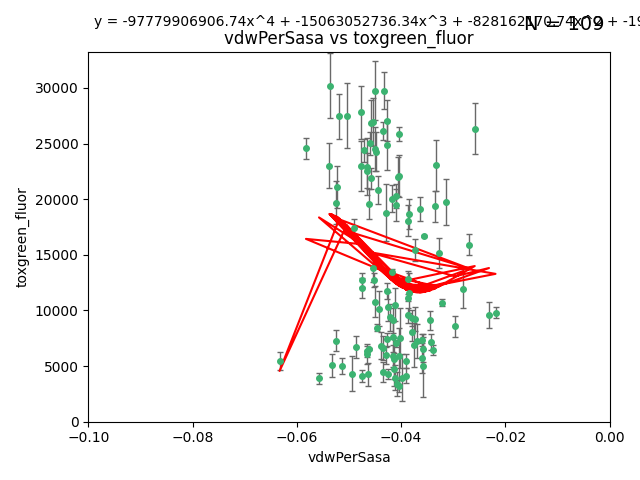 y = -97779906906.74x^4 + -15063052736.34x^3 + -828162
N = 109
vdwPerSasa vs toxgreen_fluor
30000
25000
20000
15000
10000
5000
0
toxgreen_fluor
−0.10 −0.08 −0.06 −0.04 −0.02 0.00
vdwPerSasa